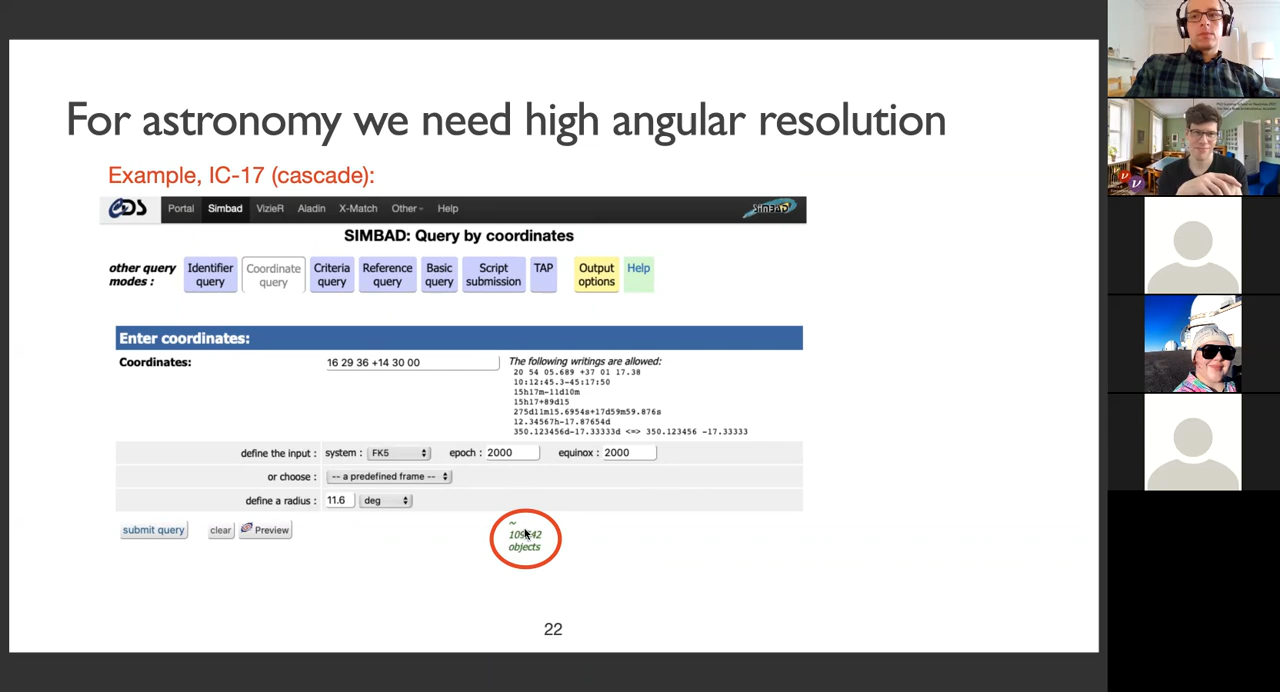 For astronomy we need high angular resolution
Example, IC-17 (cascade):
CDS Portal Simbad VizieR Aladin X-Match Other Help SIMBAD
SIMBAD: Query by coordinates
other query modes : Identifier query Coordinate query Criteria query Reference query Basic query Script submission TAP Output options Help
Enter coordinates:
Coordinates: 16 29 36 +14 30 00 The following writings are allowed:
20 54 05.689 +37 01 17.38
10:12:45.3-45:17:50
15h17m-11d10m
15h17+89d15
275d11m15.6954s+17d59m59.876s
12.34567h-17.87654d
350.123456d-17.33333d <=> 350.123456 -17.33333
define the input : system : FK5 epoch : 2000 equinox : 2000
or choose : -- a predefined frame --
define a radius : 11.6 deg
submit query clear Preview
~
objects
22